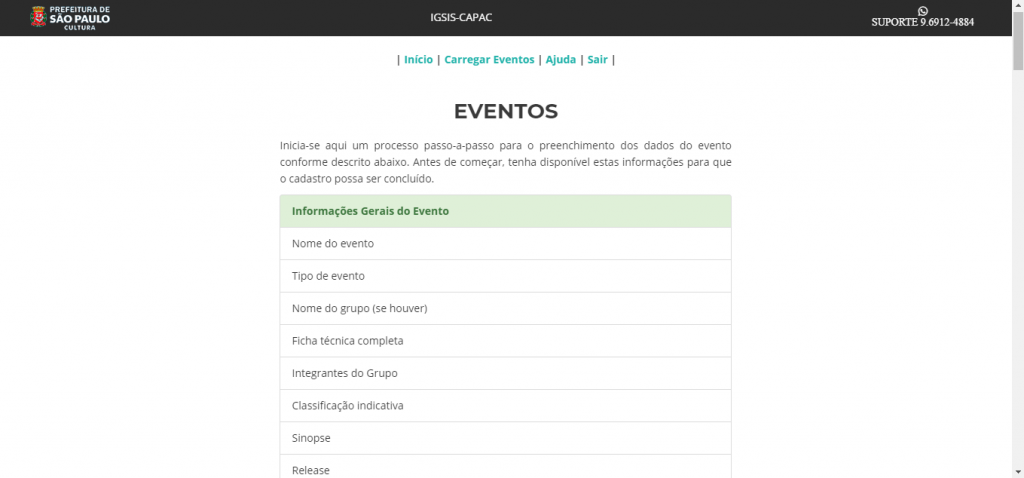 PREFEITURA DE
SÃO PAULO
CULTURA
IGSIS-CAPAC
SUPORTE 9.6912-4884
| Início | Carregar Eventos | Ajuda | Sair |
EVENTOS
Inicia-se aqui um processo passo-a-passo para o preenchimento dos dados do evento
conforme descrito abaixo. Antes de começar, tenha disponível estas informações para que
o cadastro possa ser concluído.
Informações Gerais do Evento
Nome do evento
Tipo de evento
Nome do grupo (se houver)
Ficha técnica completa
Integrantes do Grupo
Classificação indicativa
Sinopse
Release